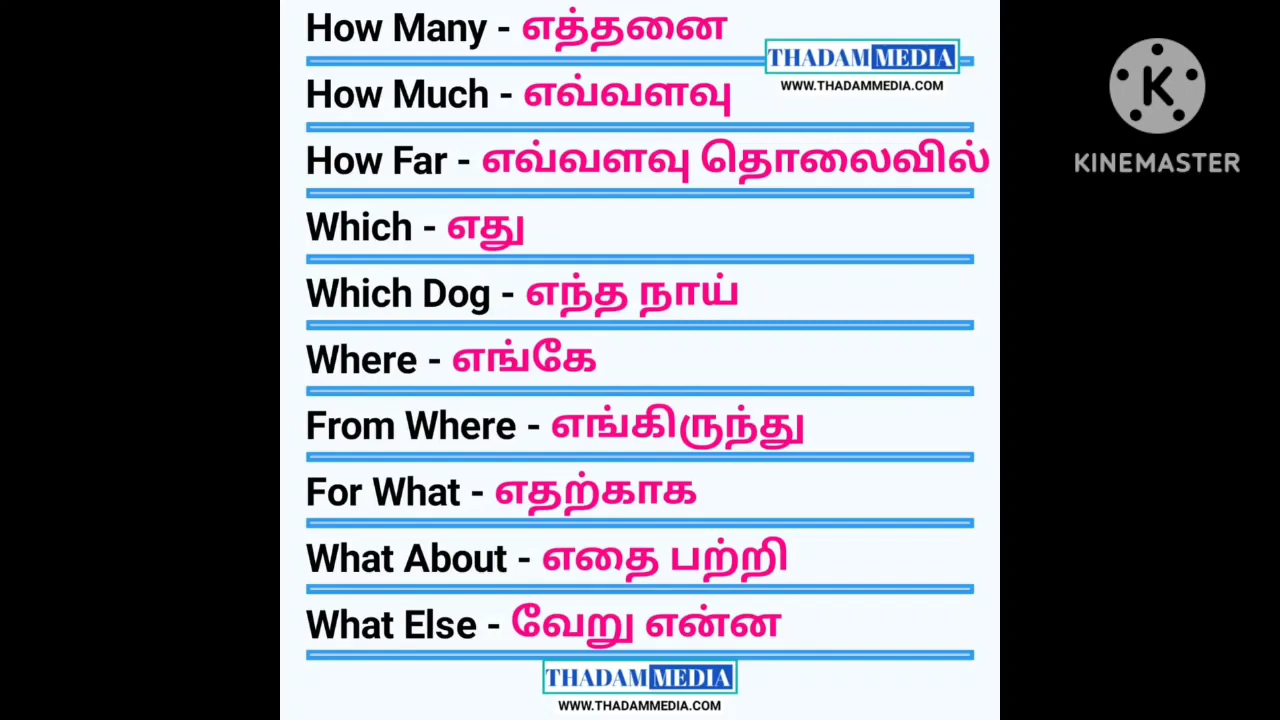 How Many - எத்தனை
THADAM MEDIA
WWW.THADAMMEDIA.COM
How Much - எவ்வளவு
How Far - எவ்வளவு தொலைவில்
Which - எது
Which Dog - எந்த நாய்
Where - எங்கே
From Where - எங்கிருந்து
For What - எதற்காக
What About - எதை பற்றி
What Else - வேறு என்ன
THADAM MEDIA
WWW.THADAMMEDIA.COM
K
KINEMASTER